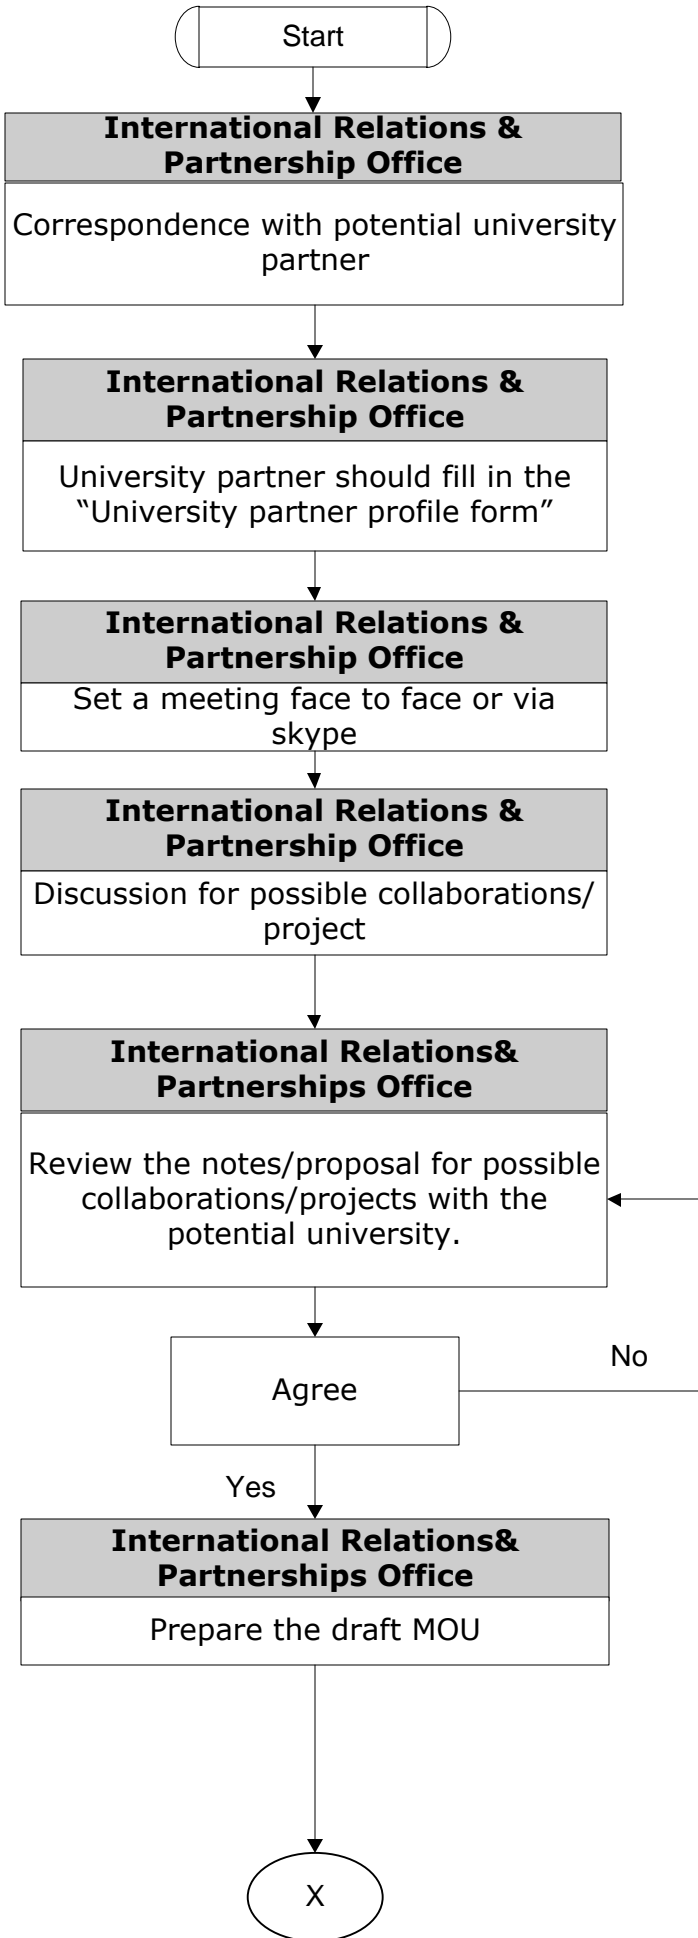 Start
International Relations &
Partnership Office
Correspondence with potential university
partner
International Relations &
Partnership Office
University partner should fill in the
“University partner profile form”
International Relations &
Partnership Office
Set a meeting face to face or via
skype
International Relations &
Partnership Office
Discussion for possible collaborations/
project
International Relations&
Partnerships Office
Review the notes/proposal for possible
collaborations/projects with the
potential university.
No
Agree
Yes
International Relations&
Partnerships Office
Prepare the draft MOU
X